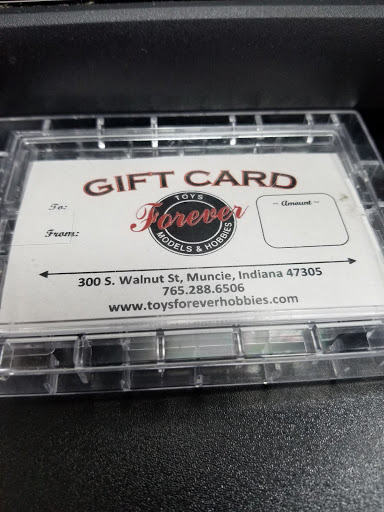 GIFT CARD
To:
From:
TOYS
Forever
MODELS & HOBBIES
~ Amount ~
300 S. Walnut St, Muncie, Indiana 47305
765.288.6506
www.toysforeverhobbies.com